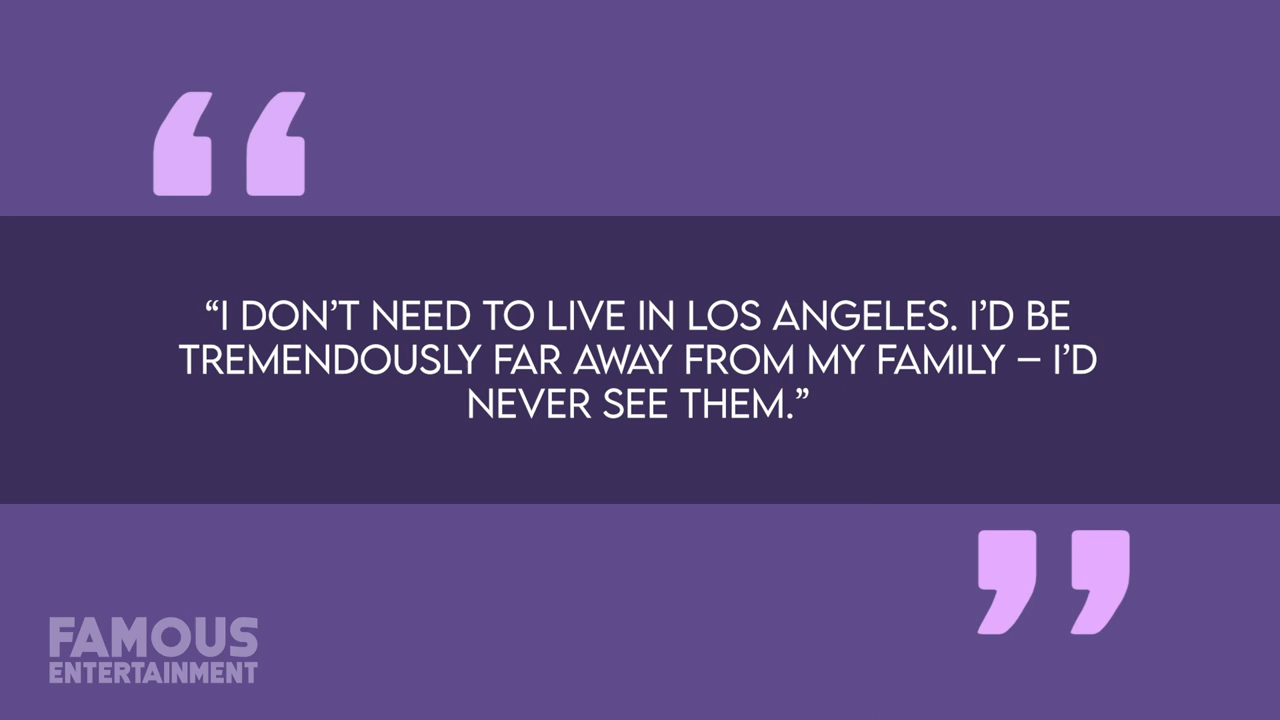 “I DON’T NEED TO LIVE IN LOS ANGELES. I’D BE
TREMENDOUSLY FAR AWAY FROM MY FAMILY – I’D
NEVER SEE THEM.”
FAMOUS
ENTERTAINMENT